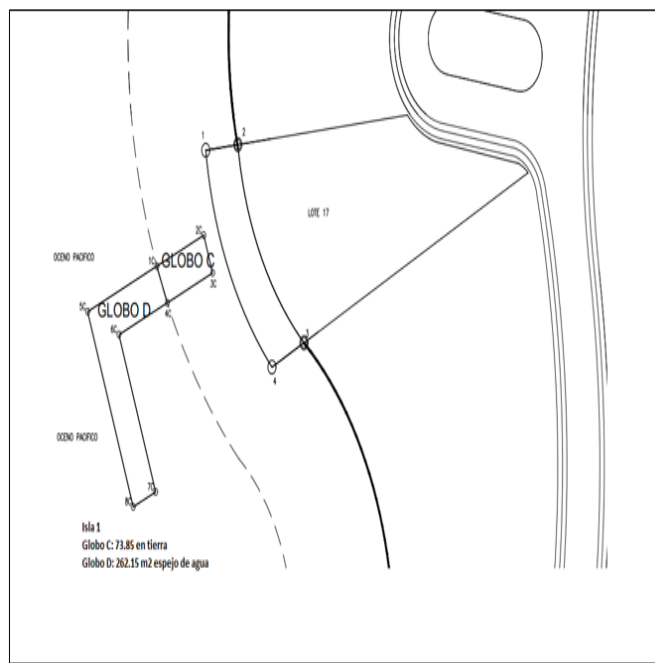 1
2
LOTE 17
2C
OCENO PACIFICO
1C
GLOBO C
3C
5C
GLOBO D
4C
6C
3
4
OCENO PACIFICO
7C
8C
Isla 1
Globo C: 73.85 en tierra
Globo D: 262.15 m2 espejo de agua